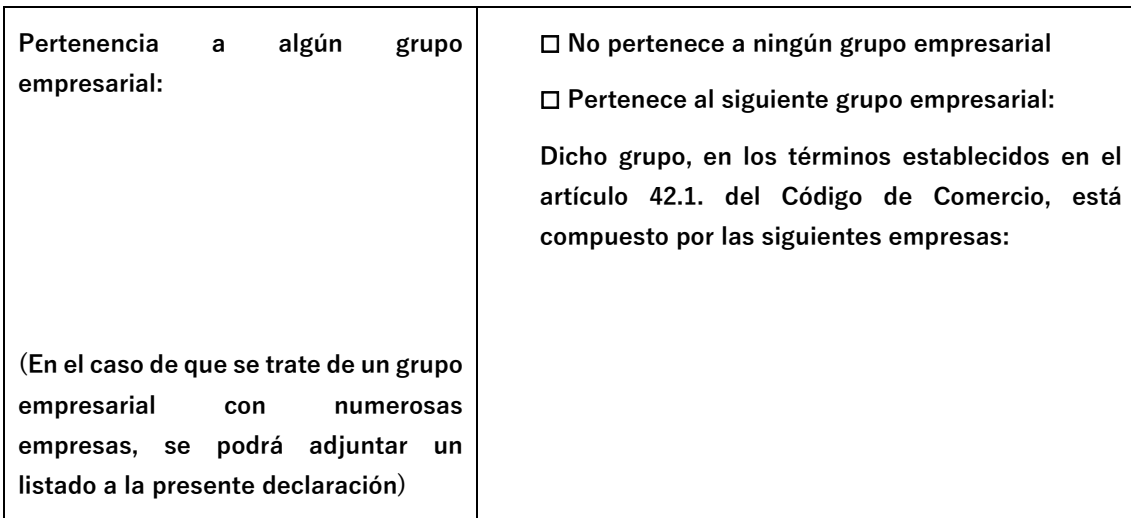 Pertenencia a algún grupo
empresarial:
(En el caso de que se trate de un grupo
empresarial con numerosas
empresas, se podrá adjuntar un
listado a la presente declaración)
☐ No pertenece a ningún grupo empresarial
☐ Pertenece al siguiente grupo empresarial:
Dicho grupo, en los términos establecidos en el
artículo 42.1. del Código de Comercio, está
compuesto por las siguientes empresas: